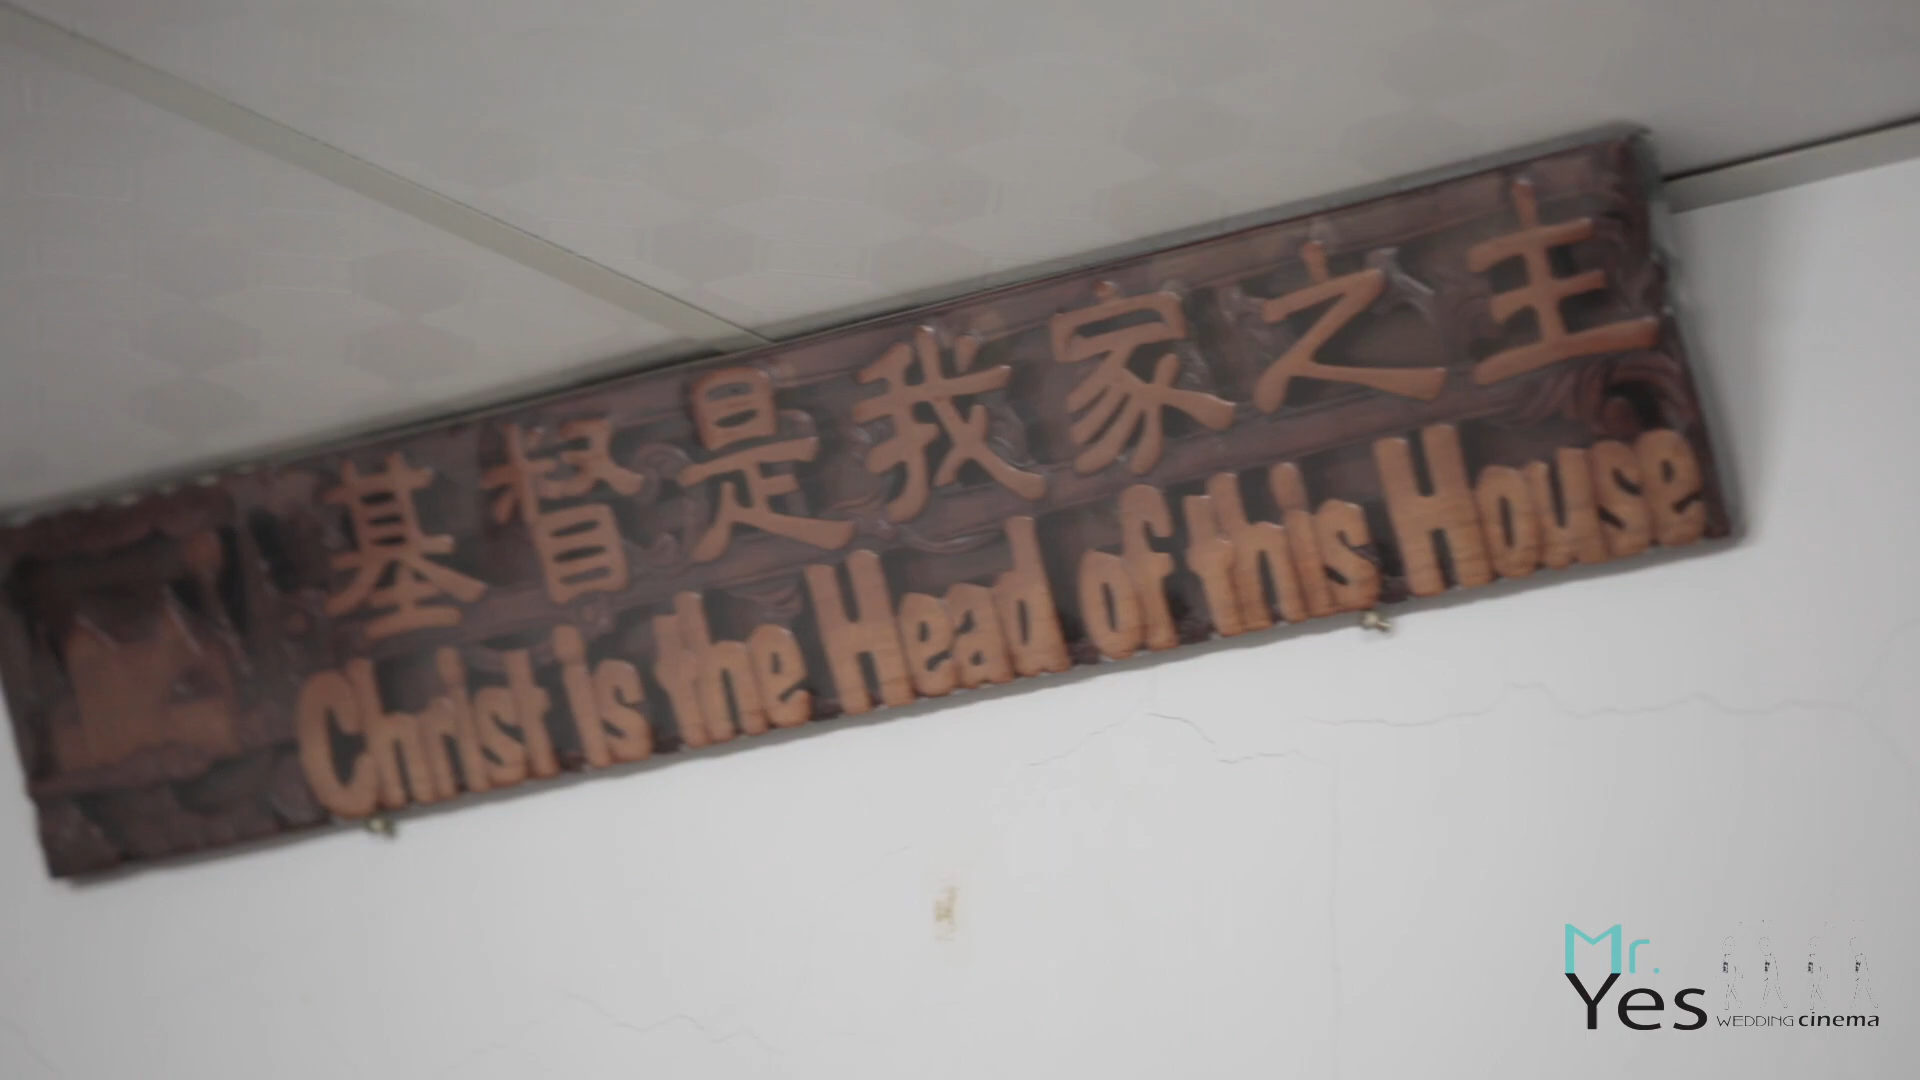 基督是我家之主
Christ is the Head of this House
Mr.
Yes
WEDDING cinema